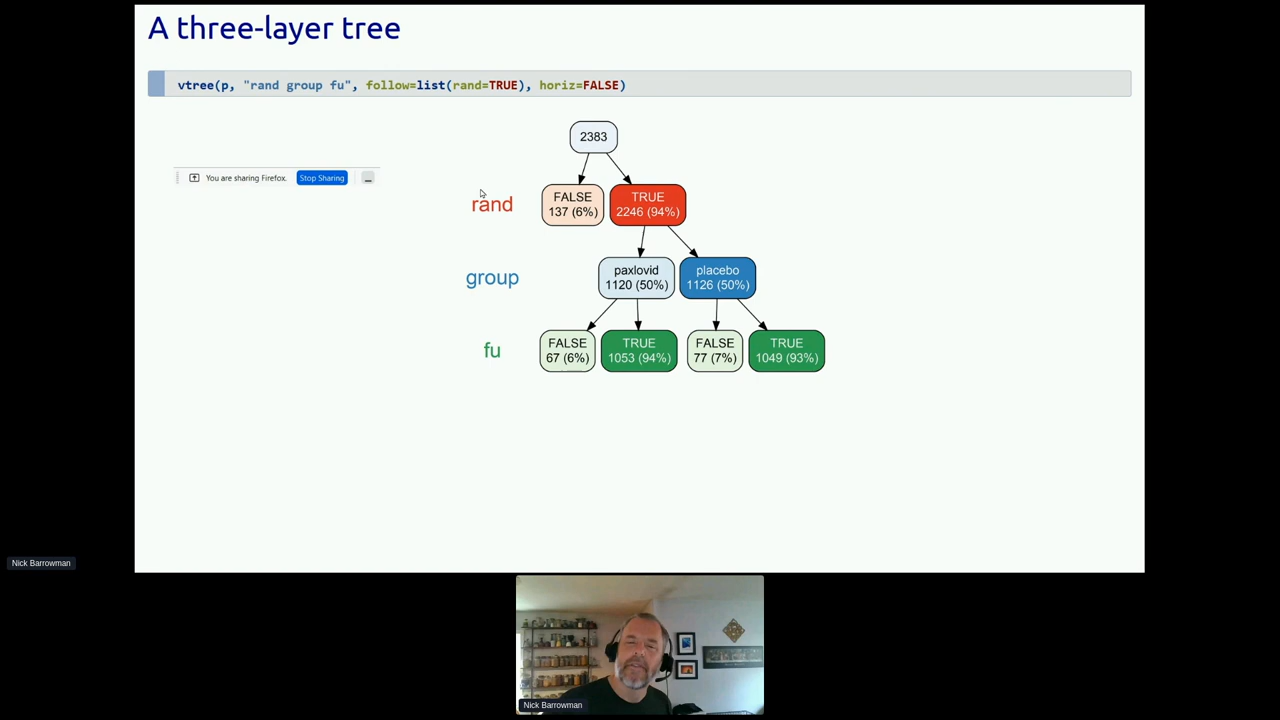 A three-layer tree
vtree(p, "rand group fu", follow=list(rand=TRUE), horiz=FALSE)
2383
You are sharing Firefox.
Stop Sharing
rand
FALSE
137 (6%)
TRUE
2246 (94%)
group
paxlovid
1120 (50%)
placebo
1126 (50%)
fu
FALSE
67 (6%)
TRUE
1053 (94%)
FALSE
77 (7%)
TRUE
1049 (93%)
Nick Barrowman
Nick Barrowman